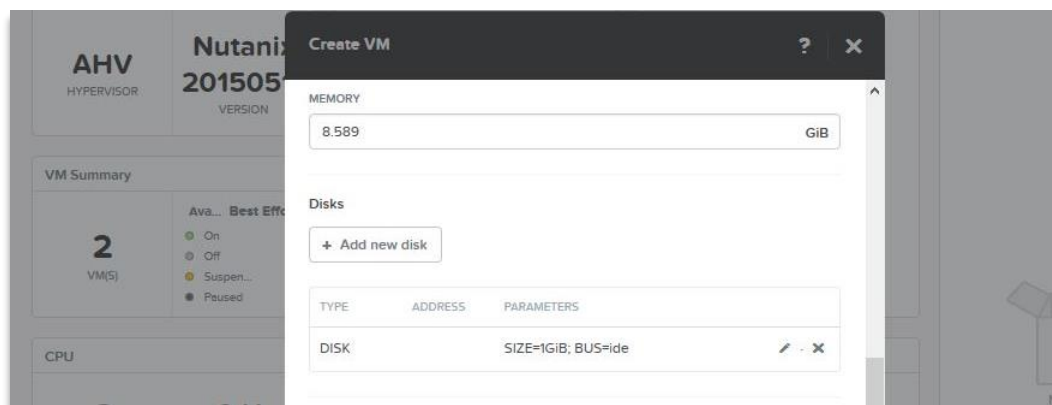 AHV
HYPERVISOR
Nutani
201505
VERSION
VM Summary
2
VM(S)
Ava... Best Effo
On
Off
Suspen...
Paused
CPU
Create VM
?
MEMORY
8.589 GiB
Disks
+ Add new disk
TYPE ADDRESS PARAMETERS
DISK SIZE=1GiB; BUS=ide